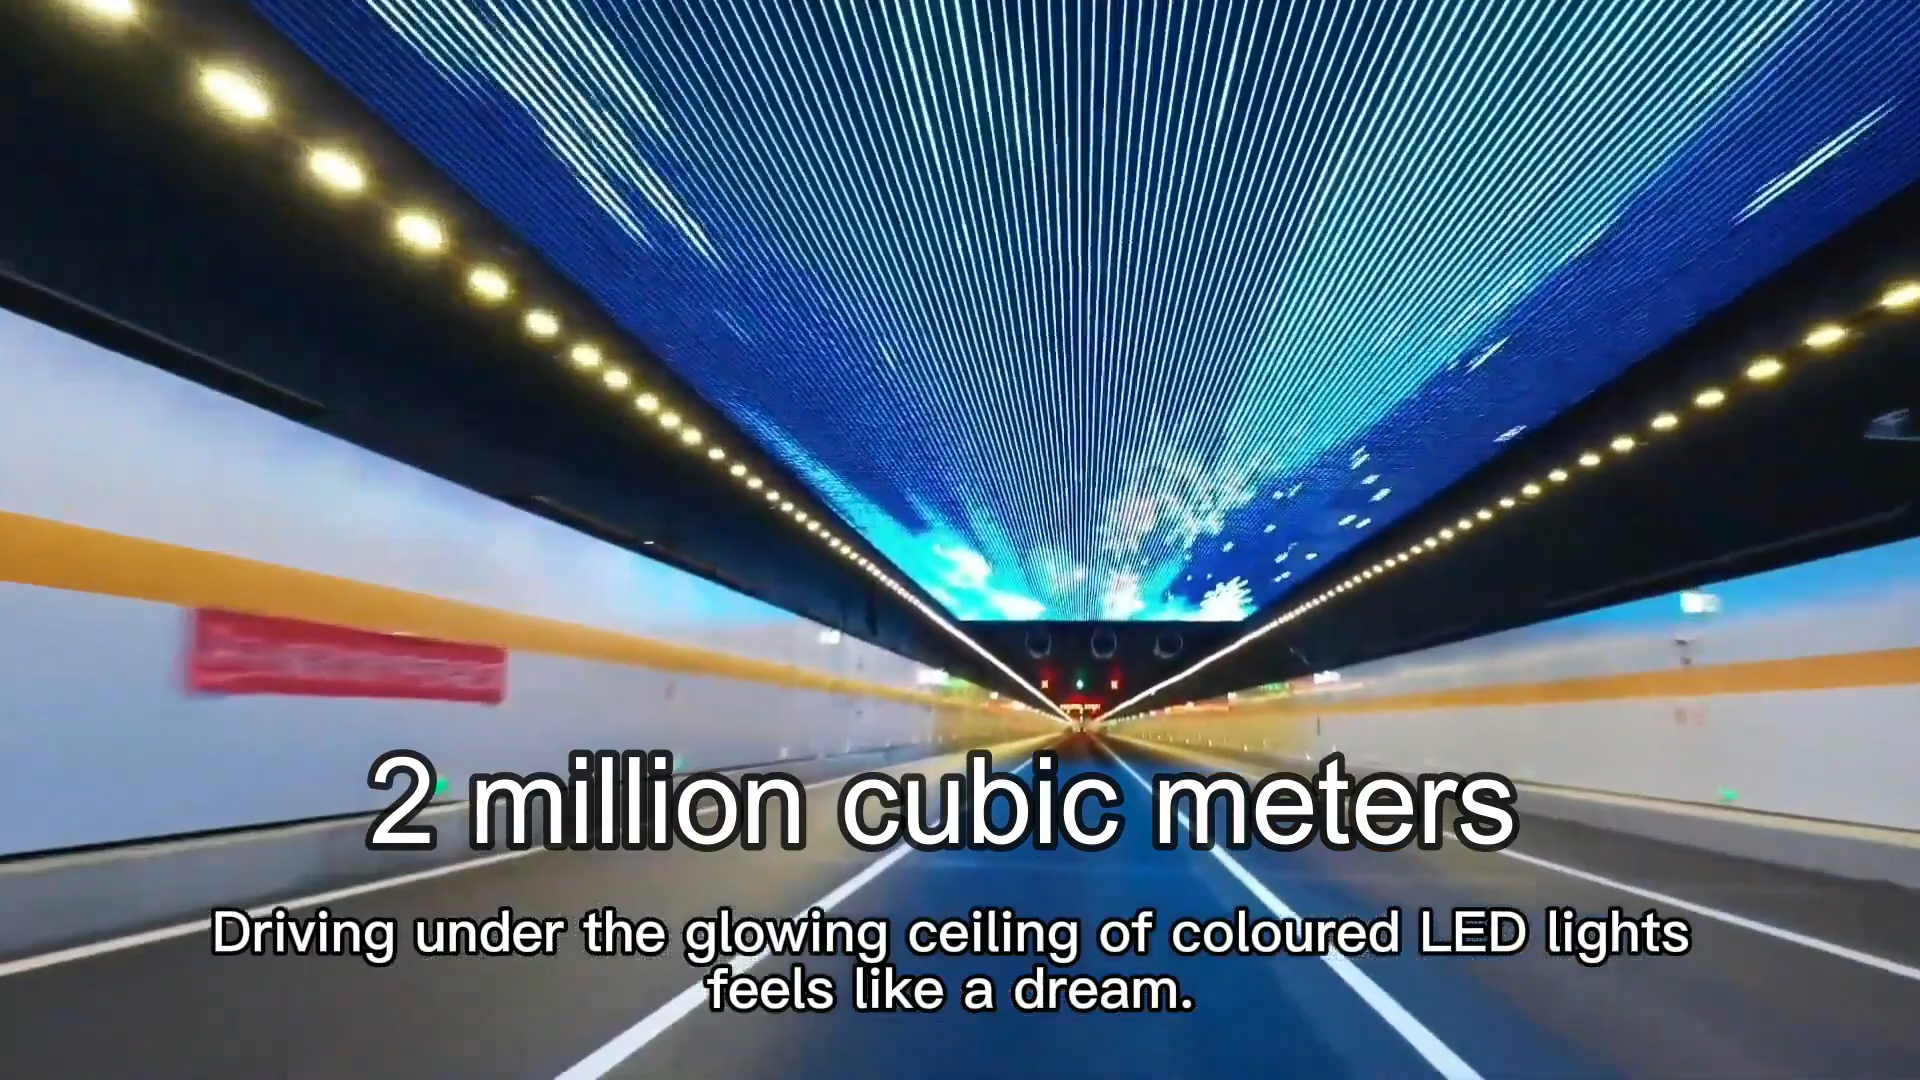 2 million cubic meters
Driving under the glowing ceiling of coloured LED lights
feels like a dream.